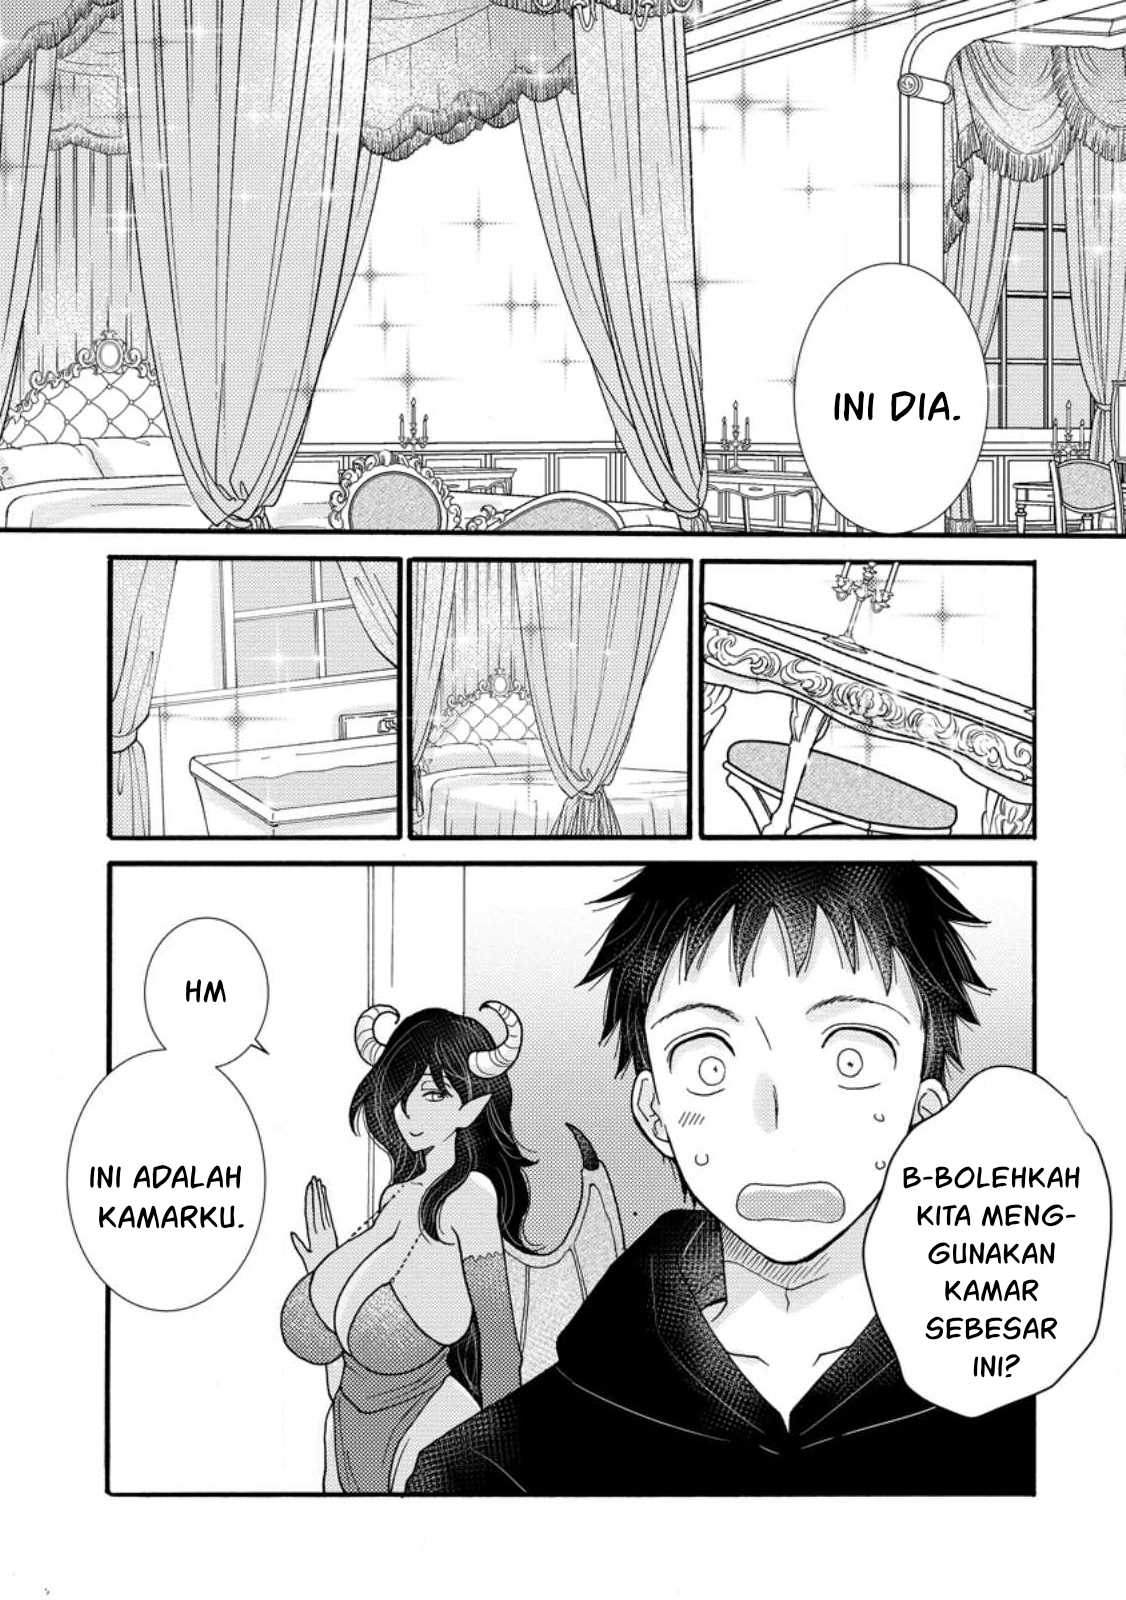 INI DIA.
B-BOLEHKAH
KITA MENG-
GUNAKAN
KAMAR
SEBESAR
INI?
HM
INI ADALAH
KAMARKU.